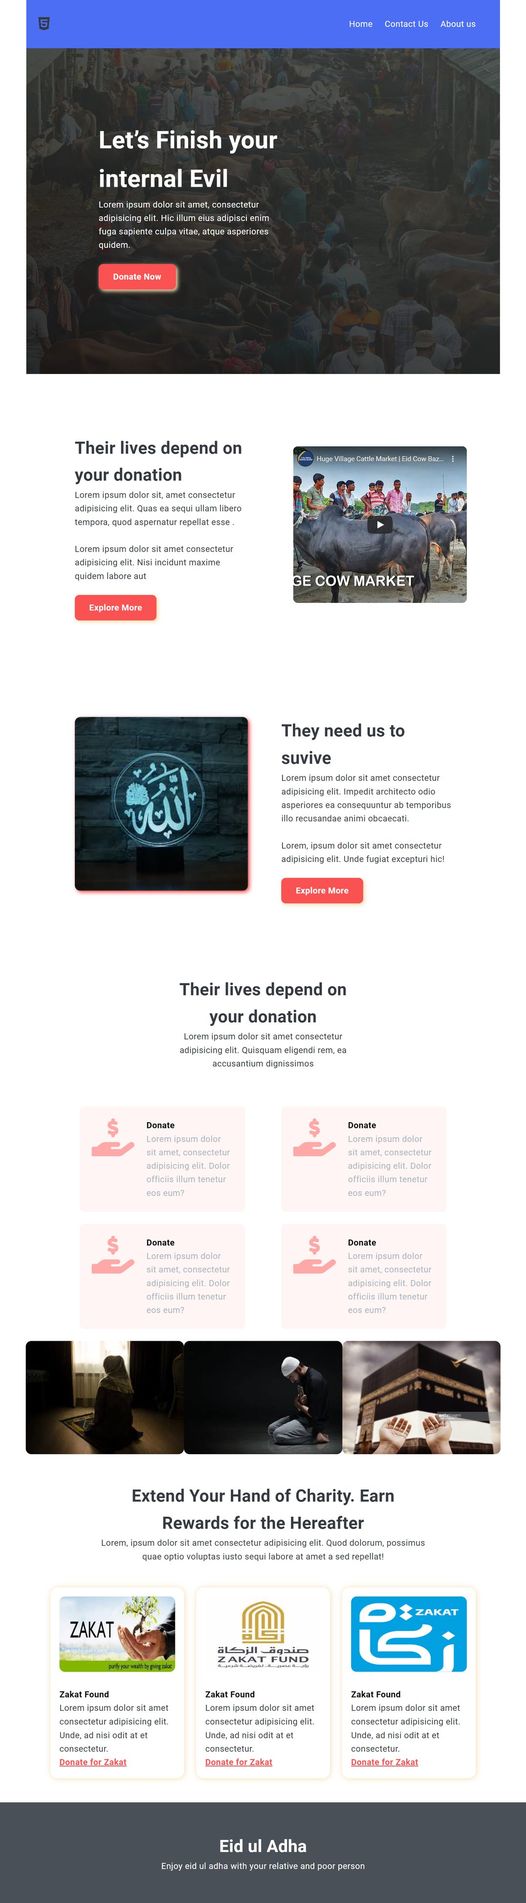 Home Contact Us About us
Let's Finish your
internal Evil
Lorem ipsum dolor sit amet, consectetur
adipisicing elit. Hic illum eius adipisci enim
fuga sapiente culpa vitae, atque asperiores
quidem.
Donate Now
Their lives depend on
your donation
Lorem ipsum dolor sit, amet consectetur
adipisicing elit. Quas ea sequi ullam libero
tempora, quod aspernatur repellat esse .
Lorem ipsum dolor sit amet consectetur
adipisicing elit. Nisi incidunt maxime
quidem labore aut
Explore More
Huge Village Cattle Market | Eid Cow Baz...
GE COW MARKET
الله
They need us to
suvive
Lorem ipsum dolor sit amet consectetur
adipisicing elit. Impedit architecto odio
asperiores ea consequuntur ab temporibus
illo recusandae animi obcaecati.
Lorem, ipsum dolor sit amet consectetur
adipisicing elit. Unde fugiat excepturi hic!
Explore More
Their lives depend on
your donation
Lorem ipsum dolor sit amet consectetur
adipisicing elit. Quisquam eligendi rem, ea
accusantium dignissimos
Donate
Lorem ipsum dolor
sit amet, consectetur
adipisicing elit. Dolor
officiis illum tenetur
eos eum?
Donate
Lorem ipsum dolor
sit amet, consectetur
adipisicing elit. Dolor
officiis illum tenetur
eos eum?
Donate
Lorem ipsum dolor
sit amet, consectetur
adipisicing elit. Dolor
officiis illum tenetur
eos eum?
Donate
Lorem ipsum dolor
sit amet, consectetur
adipisicing elit. Dolor
officiis illum tenetur
eos eum?
Extend Your Hand of Charity. Earn
Rewards for the Hereafter
Lorem, ipsum dolor sit amet consectetur adipisicing elit. Quod dolorum, possimus
quae optio voluptas iusto sequi labore at amet a sed repellat!
ZAKAT
purify your wealth by giving zakat
Zakat Found
Lorem ipsum dolor sit amet
consectetur adipisicing elit.
Unde, ad nisi odit at et
consectetur.
Donate for Zakat
صندوق الزكاة
ZAKAT FUND
Zakat Found
Lorem ipsum dolor sit amet
consectetur adipisicing elit.
Unde, ad nisi odit at et
consectetur.
Donate for Zakat
ZAKAT
زكاة
Zakat Found
Lorem ipsum dolor sit amet
consectetur adipisicing elit.
Unde, ad nisi odit at et
consectetur.
Donate for Zakat
Eid ul Adha
Enjoy eid ul adha with your relative and poor person